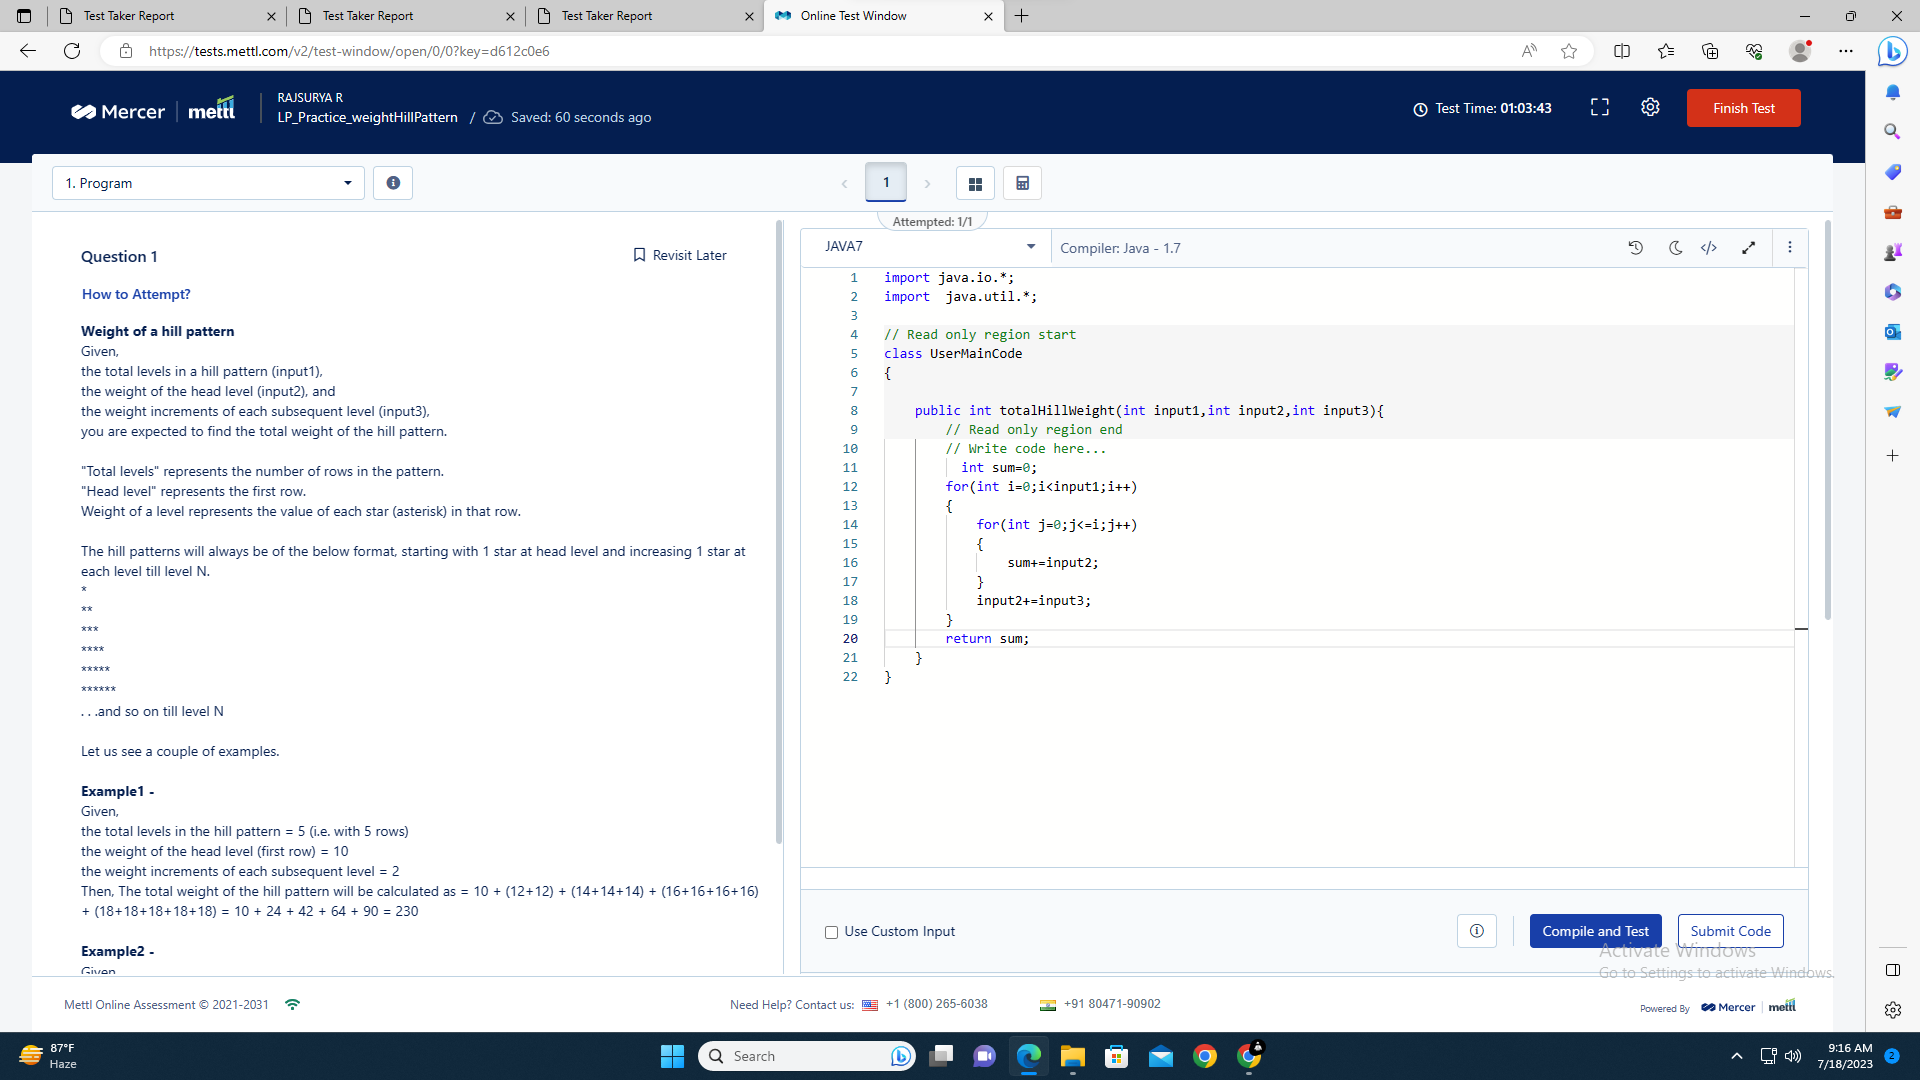 Test Taker Report
Test Taker Report
Test Taker Report
Online Test Window
https://tests.mettl.com/v2/test-window/open/0/0?key=d612c0e6
Mercer | mettl
RAJSURYA R
LP_Practice_weightHillPattern / Saved: 60 seconds ago
Test Time: 01:03:43
Finish Test
1. Program
1
Attempted: 1/1
Question 1
Revisit Later
How to Attempt?
Weight of a hill pattern
Given,
the total levels in a hill pattern (input1),
the weight of the head level (input2), and
the weight increments of each subsequent level (input3),
you are expected to find the total weight of the hill pattern.
"Total levels" represents the number of rows in the pattern.
"Head level" represents the first row.
Weight of a level represents the value of each star (asterisk) in that row.
The hill patterns will always be of the below format, starting with 1 star at head level and increasing 1 star at
each level till level N.
*
**
***
****
*****
******
. . .and so on till level N
Let us see a couple of examples.
Example1 -
Given,
the total levels in the hill pattern = 5 (i.e. with 5 rows)
the weight of the head level (first row) = 10
the weight increments of each subsequent level = 2
Then, The total weight of the hill pattern will be calculated as = 10 + (12+12) + (14+14+14) + (16+16+16+16)
+ (18+18+18+18+18) = 10 + 24 + 42 + 64 + 90 = 230
Example2 -
Given
JAVA7
Compiler: Java - 1.7
1 import java.io.*;
2 import  java.util.*;
3
4 // Read only region start
5 class UserMainCode
6 {
7
8     public int totalHillWeight(int input1,int input2,int input3){
9         // Read only region end
10         // Write code here...
11           int sum=0;
12         for(int i=0;i<input1;i++)
13         {
14             for(int j=0;j<=i;j++)
15             {
16                 sum+=input2;
17             }
18             input2+=input3;
19         }
20         return sum;
21     }
22 }
Use Custom Input
Compile and Test
Submit Code
Activate Windows
Go to Settings to activate Windows.
Mettl Online Assessment © 2021-2031
Need Help? Contact us: +1 (800) 265-6038
+91 80471-90902
Powered By Mercer | mettl
87°F
Haze
Search
9:16 AM
7/18/2023
2